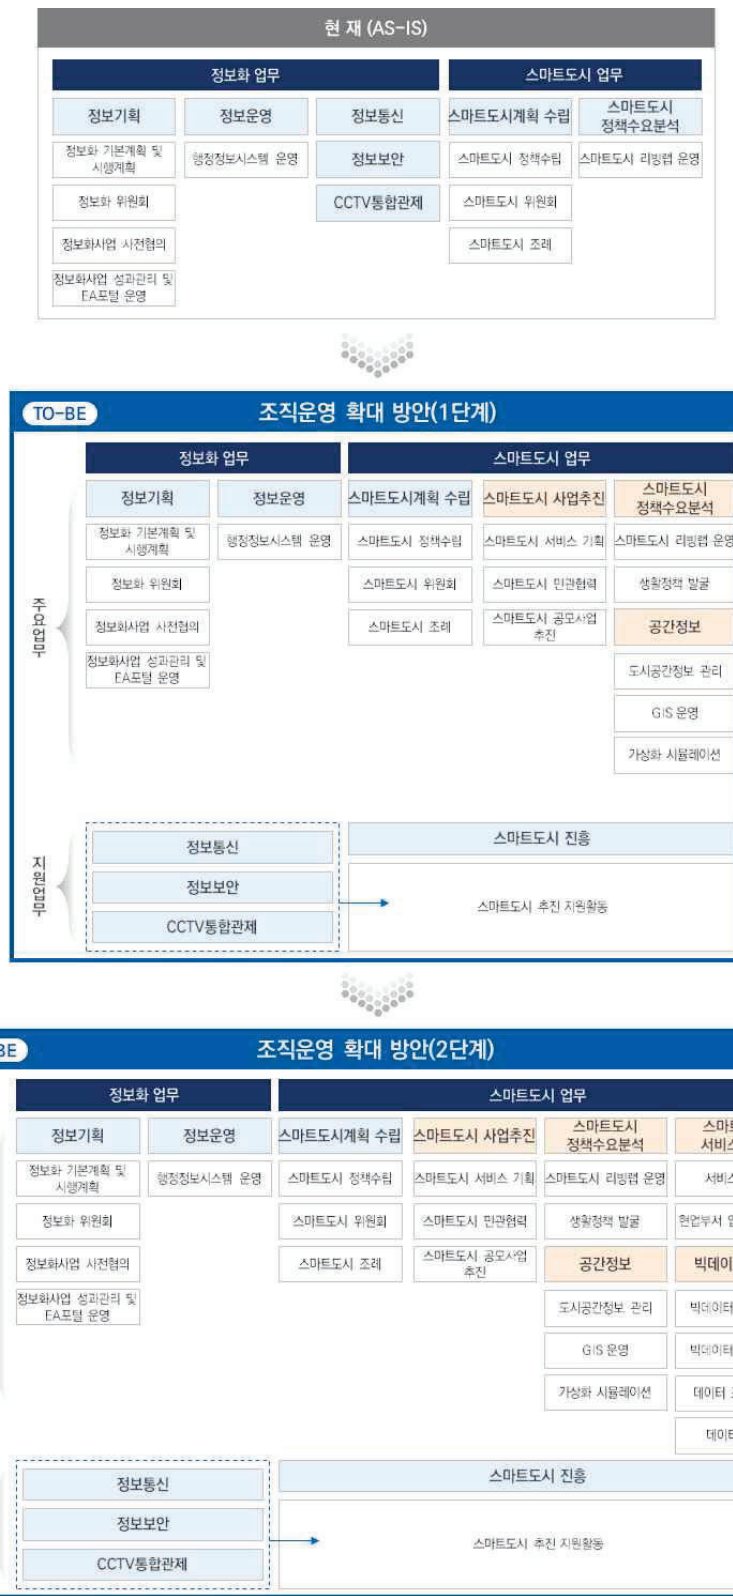 현 재 (AS-IS)
정보화 업무
스마트도시 업무
정보기획
정보운영
정보통신
스마트도시계획 수립
스마트도시
정책수요분석
정보화 기본계획 및
시행계획
행정정보시스템 운영
정보보안
스마트도시 정책수립
스마트도시 리빙랩 운영
정보화 위원회
CCTV통합관제
스마트도시 위원회
정보화사업 사전협의
스마트도시 조례
정보화사업 성과관리 및
EA포털 운영
TO-BE
조직운영 확대 방안(1단계)
정보화 업무
스마트도시 업무
정보기획
정보운영
스마트도시계획 수립
스마트도시 사업추진
스마트도시
정책수요분석
정보화 기본계획 및
시행계획
행정정보시스템 운영
스마트도시 정책수립
스마트도시 서비스 기획
스마트도시 리빙랩 운영
정보화 위원회
스마트도시 위원회
스마트도시 민관협력
생활정책 발굴
주요업무
정보화사업 사전협의
스마트도시 조례
스마트도시 공모사업
추진
공간정보
정보화사업 성과관리 및
EA포털 운영
도시공간정보 관리
GIS 운영
가상화 시뮬레이션
지원업무
정보통신
정보보안
CCTV통합관제
스마트도시 진흥
스마트도시 추진 지원활동
BE
조직운영 확대 방안(2단계)
정보화 업무
스마트도시 업무
정보기획
정보운영
스마트도시계획 수립
스마트도시 사업추진
스마트도시
정책수요분석
스마
서비스
정보화 기본계획 및
시행계획
행정정보시스템 운영
스마트도시 정책수립
스마트도시 서비스 기획
스마트도시 리빙랩 운영
서비스
정보화 위원회
스마트도시 위원회
스마트도시 민관협력
생활정책 발굴
현업부서
정보화사업 사전협의
스마트도시 조례
스마트도시 공모사업
추진
공간정보
빅데이
정보화사업 성과관리 및
EA포털 운영
도시공간정보 관리
빅데이터
GIS 운영
빅데이터
가상화 시뮬레이션
데이터
데이터
정보통신
정보보안
CCTV통합관제
스마트도시 진흥
스마트도시 추진 지원활동